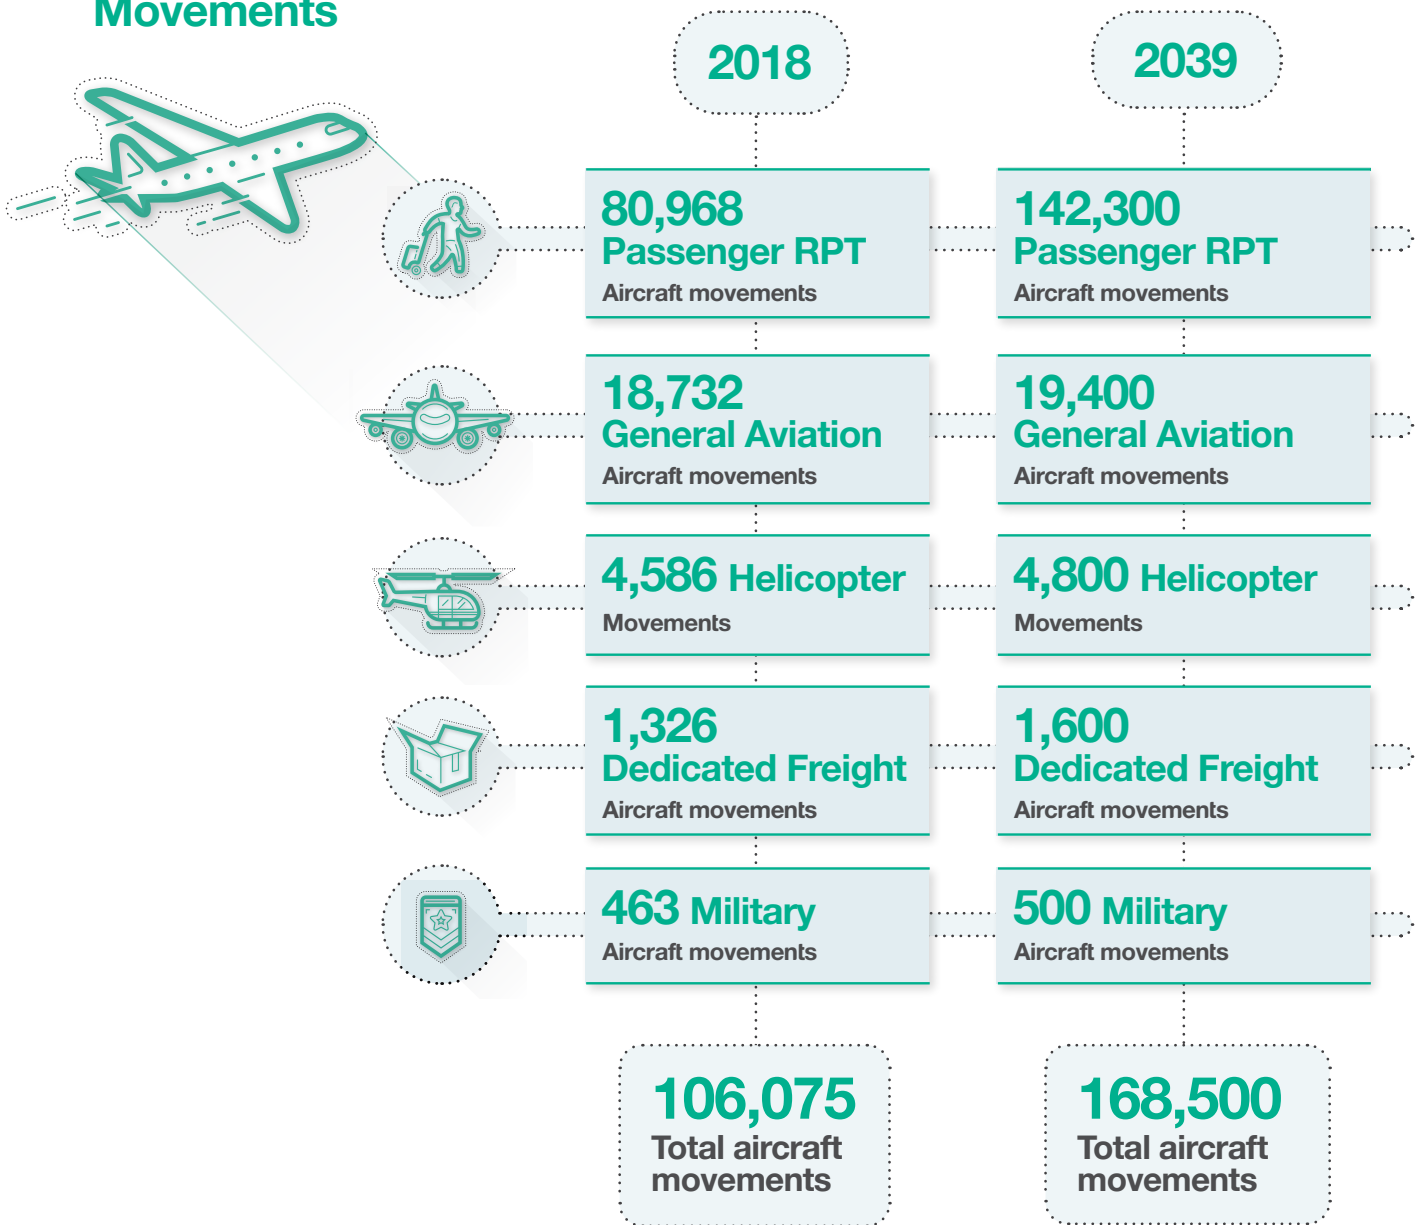 Movements
2018
2039
80,968
Passenger RPT
Aircraft movements
142,300
Passenger RPT
Aircraft movements
18,732
General Aviation
Aircraft movements
19,400
General Aviation
Aircraft movements
4,586 Helicopter
Movements
4,800 Helicopter
Movements
1,326
Dedicated Freight
Aircraft movements
1,600
Dedicated Freight
Aircraft movements
463 Military
Aircraft movements
500 Military
Aircraft movements
106,075
Total aircraft
movements
168,500
Total aircraft
movements